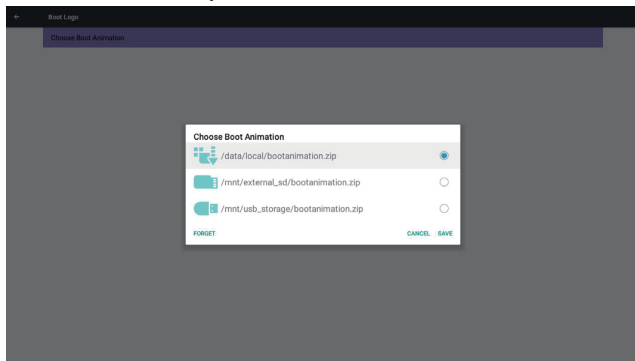 Boot Logo
Choose Boot Animation
Choose Boot Animation
/data/local/bootanimation.zip
/mnt/external_sd/bootanimation.zip
/mnt/usb_storage/bootanimation.zip
FORGET CANCEL SAVE